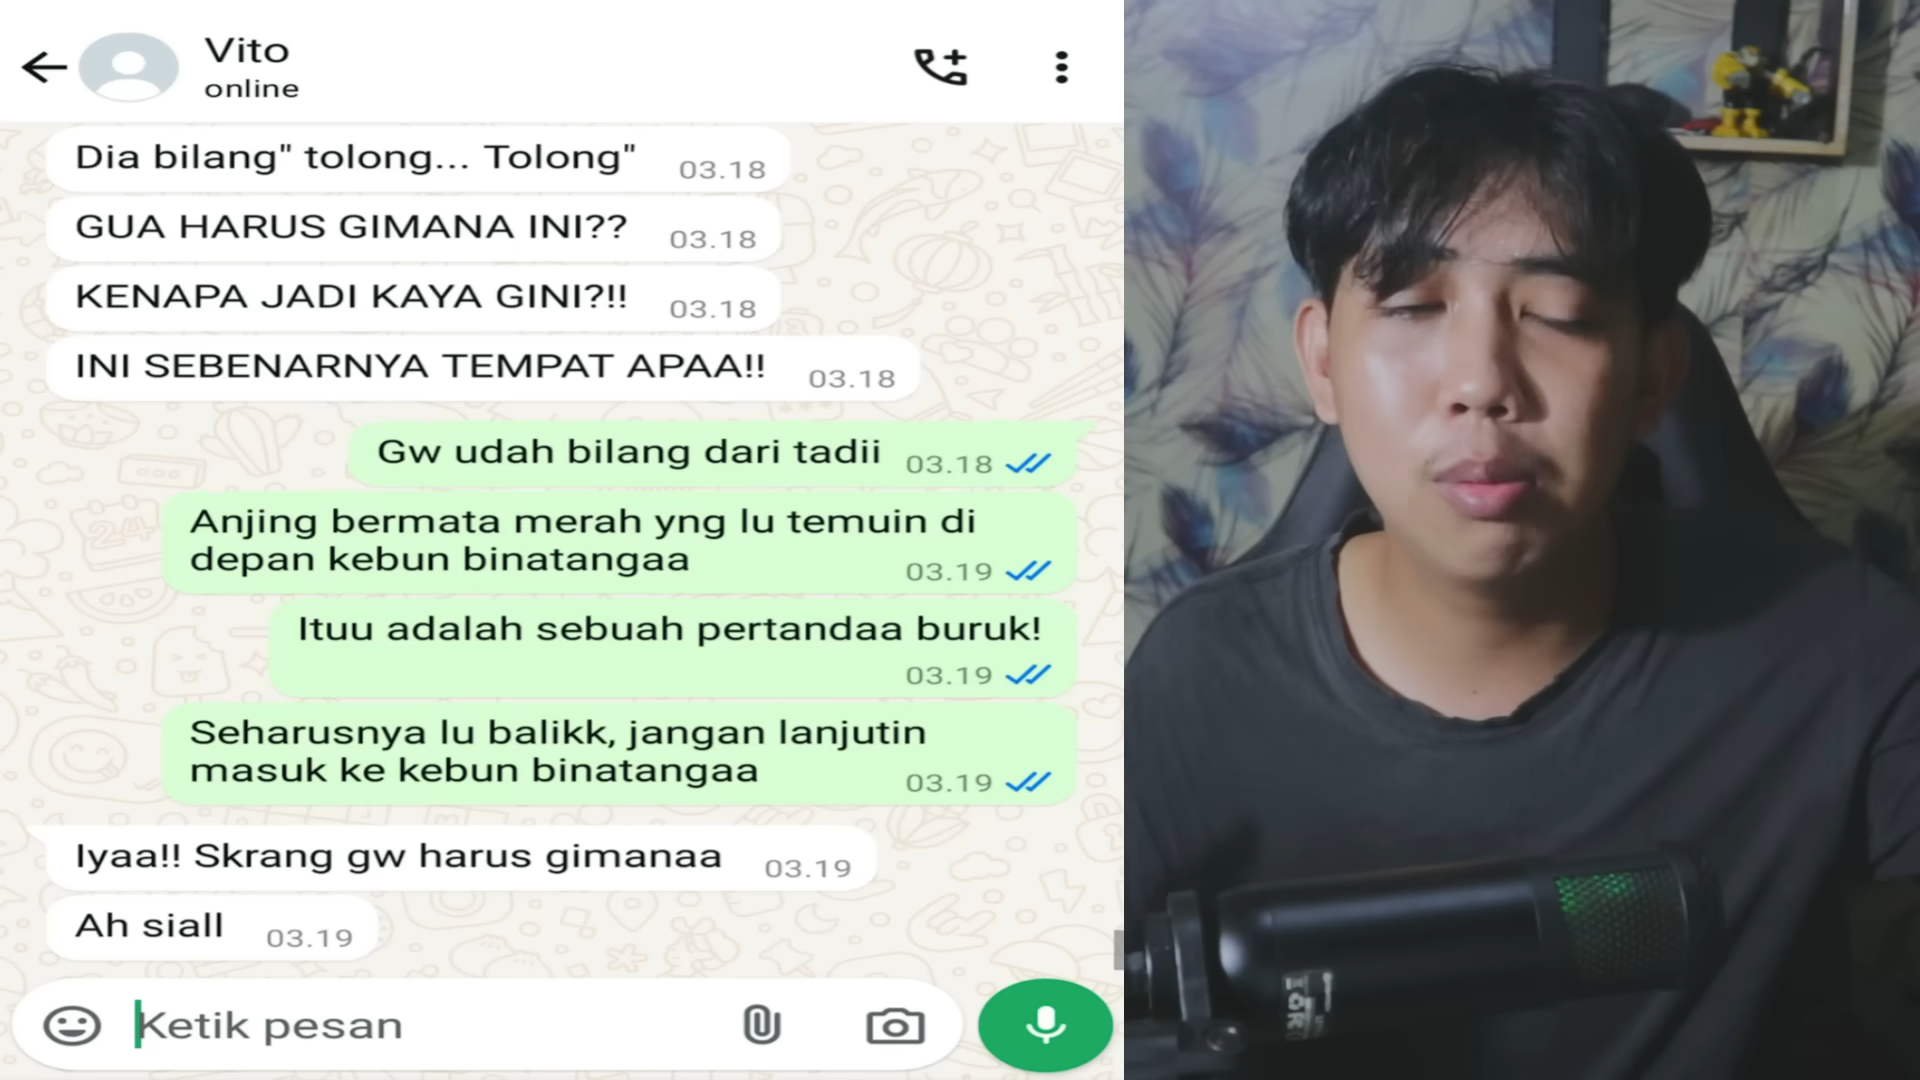 Vito
online
Dia bilang" tolong... Tolong" 03.18
GUA HARUS GIMANA INI?? 03.18
KENAPA JADI KAYA GINI?!! 03.18
INI SEBENARNYA TEMPAT APAA!! 03.18
Gw udah bilang dari tadii 03.18
Anjing bermata merah yng lu temuin di
depan kebun binatangaa 03.19
Ituu adalah sebuah pertandaa buruk!
03.19
Seharusnya lu balikk, jangan lanjutin
masuk ke kebun binatangaa 03.19
Iyaa!! Skrang gw harus gimanaa 03.19
Ah siall 03.19
Ketik pesan